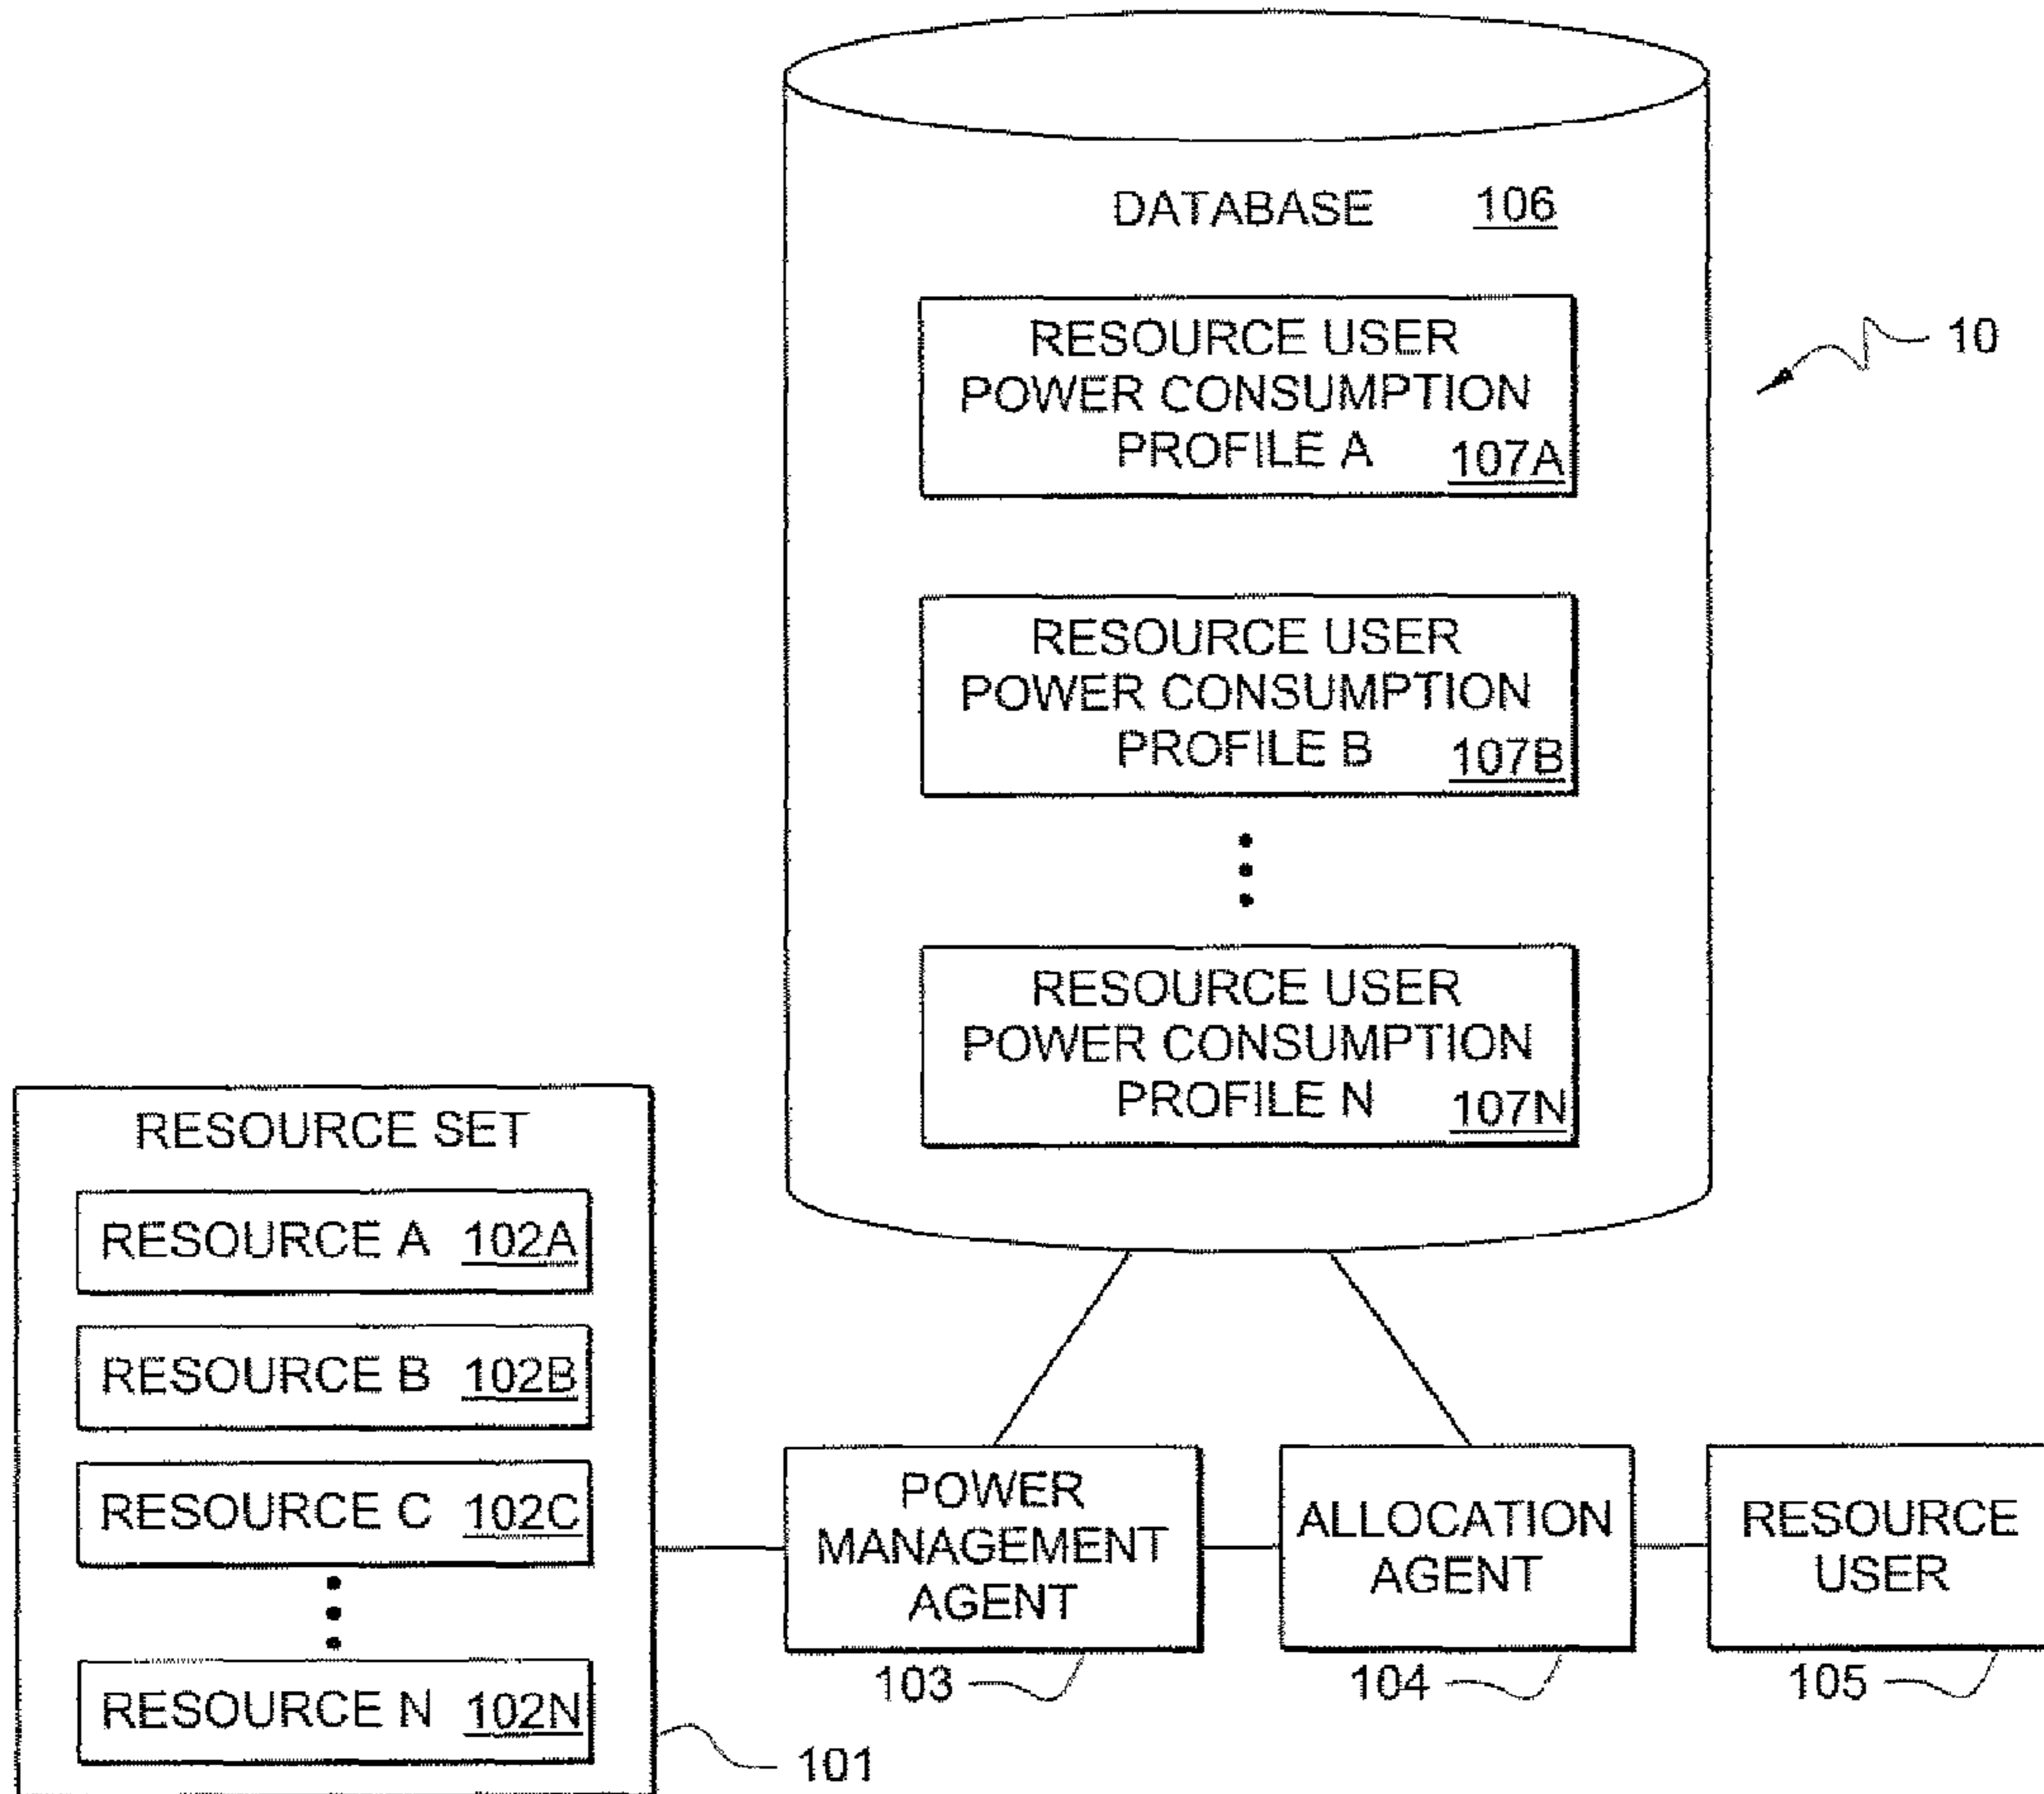 DATABASE 106
RESOURCE USER
POWER CONSUMPTION
PROFILE A 107A
10
RESOURCE USER
POWER CONSUMPTION
PROFILE B 107B
RESOURCE USER
POWER CONSUMPTION
PROFILE N 107N
RESOURCE SET
RESOURCE A 102A
RESOURCE B 102B
RESOURCE C 102C
RESOURCE N 102N
101
POWER
MANAGEMENT
AGENT
103
ALLOCATION
AGENT
104
RESOURCE
USER
105